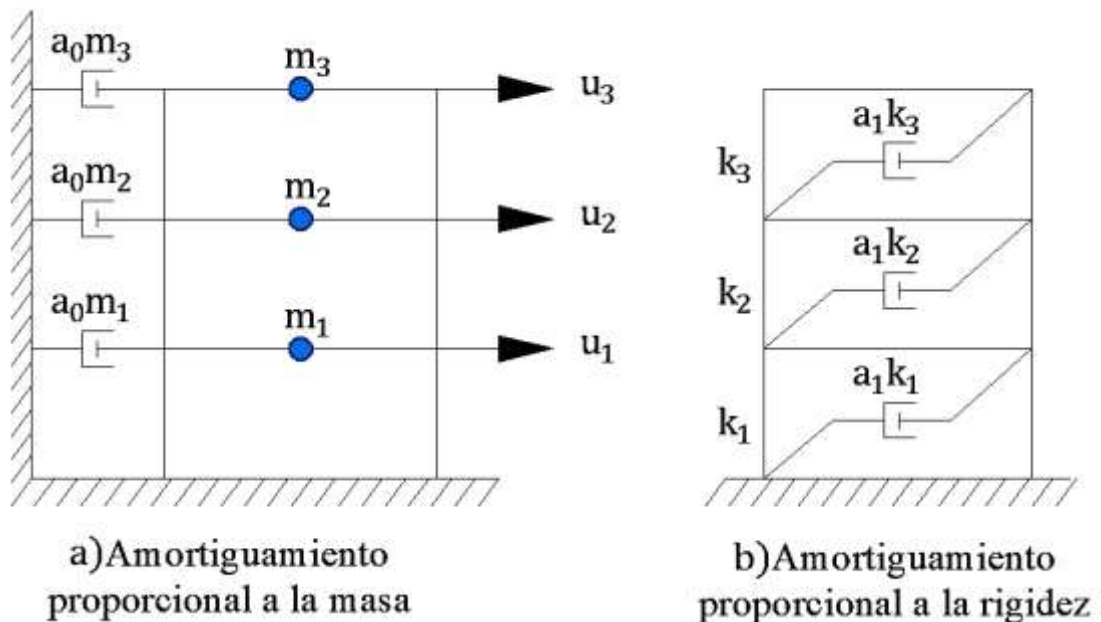 a₀m₃
m₃
u₃
a₀m₂
m₂
u₂
a₀m₁
m₁
u₁
a)Amortiguamiento
proporcional a la masa
a₁k₃
k₃
a₁k₂
k₂
a₁k₁
k₁
b)Amortiguamiento
proporcional a la rigidez